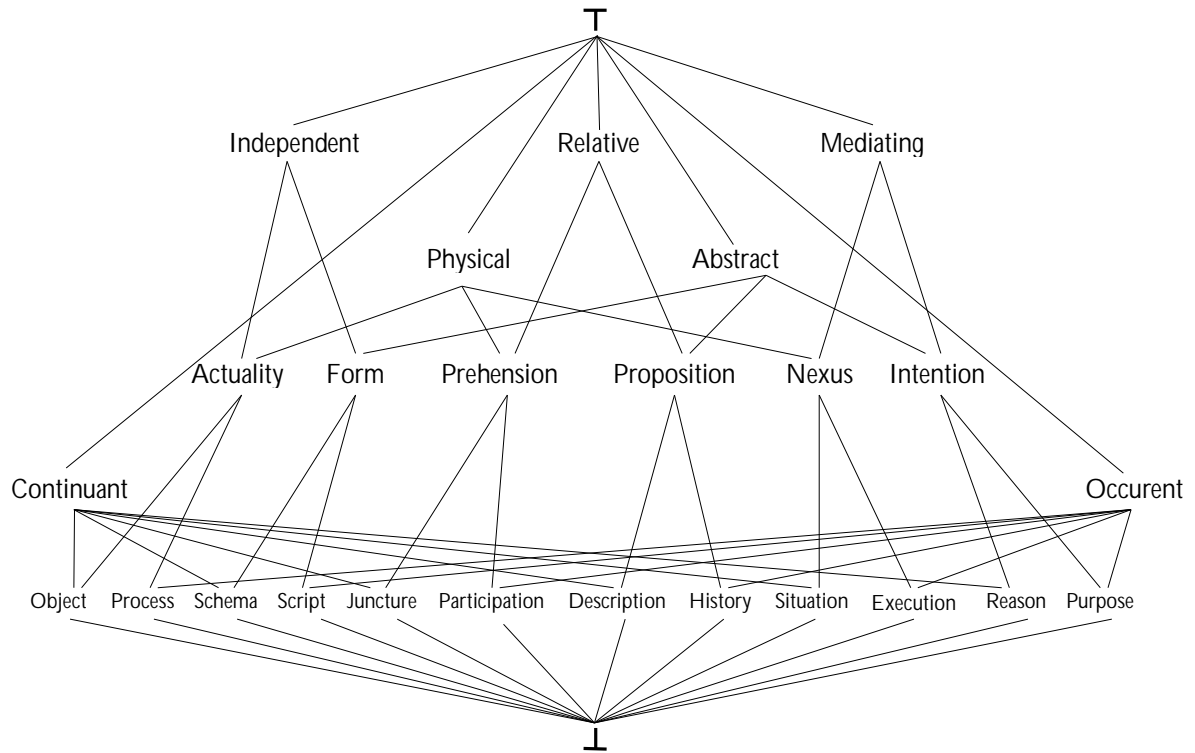 ⊤
Independent Relative Mediating
Physical Abstract
Actuality Form Prehension Proposition Nexus Intention
Continuant Occurent
Object Process Schema Script Juncture Participation Description History Situation Execution Reason Purpose
⊥